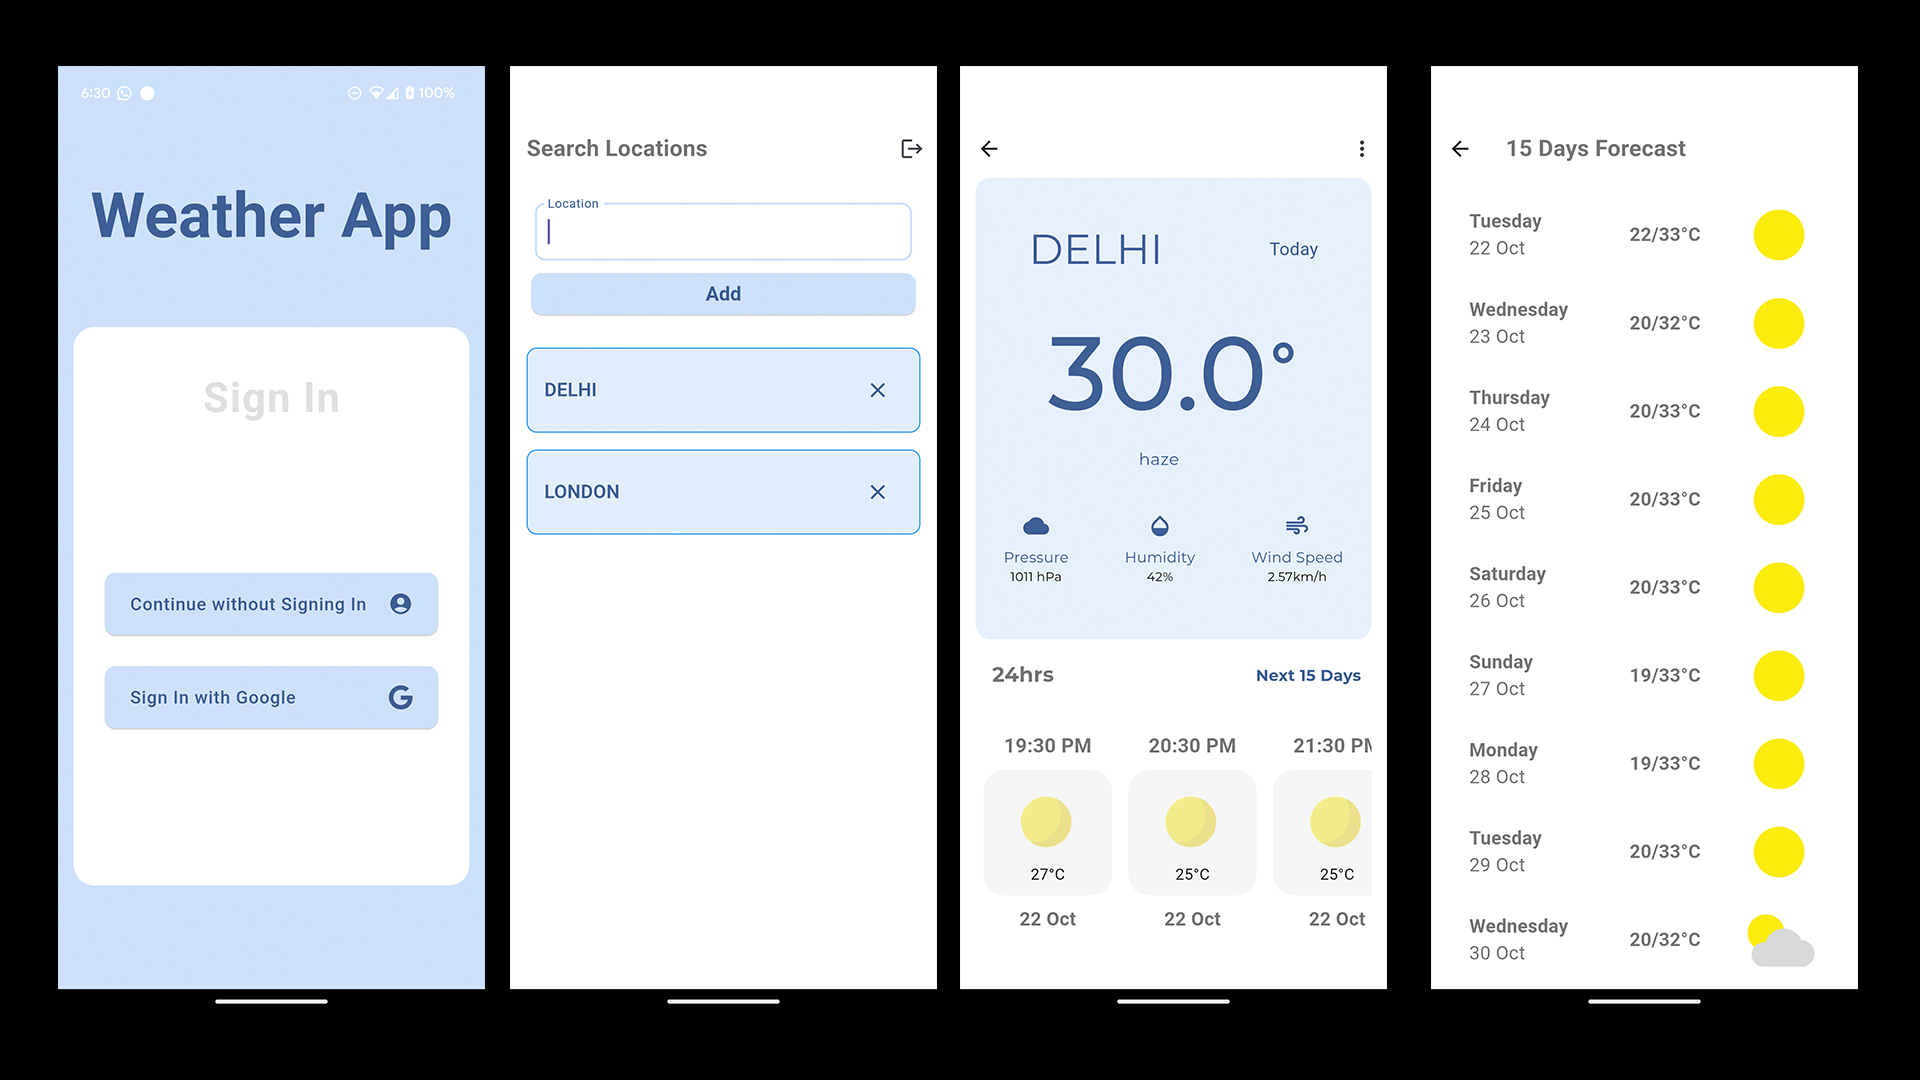 6:30
100%
Weather App
Sign In
Continue without Signing In
Sign In with Google
Search Locations
Location
Add
DELHI
LONDON
DELHI
Today
30.0°
haze
Pressure
Humidity
Wind Speed
1011 hPa
42%
2.57km/h
24hrs
Next 15 Days
19:30 PM
20:30 PM
21:30 PM
27°C
25°C
25°C
22 Oct
22 Oct
22 Oct
15 Days Forecast
Tuesday
22 Oct
22/33°C
Wednesday
23 Oct
20/32°C
Thursday
24 Oct
20/33°C
Friday
25 Oct
20/33°C
Saturday
26 Oct
20/33°C
Sunday
27 Oct
19/33°C
Monday
28 Oct
19/33°C
Tuesday
29 Oct
20/33°C
Wednesday
30 Oct
20/32°C